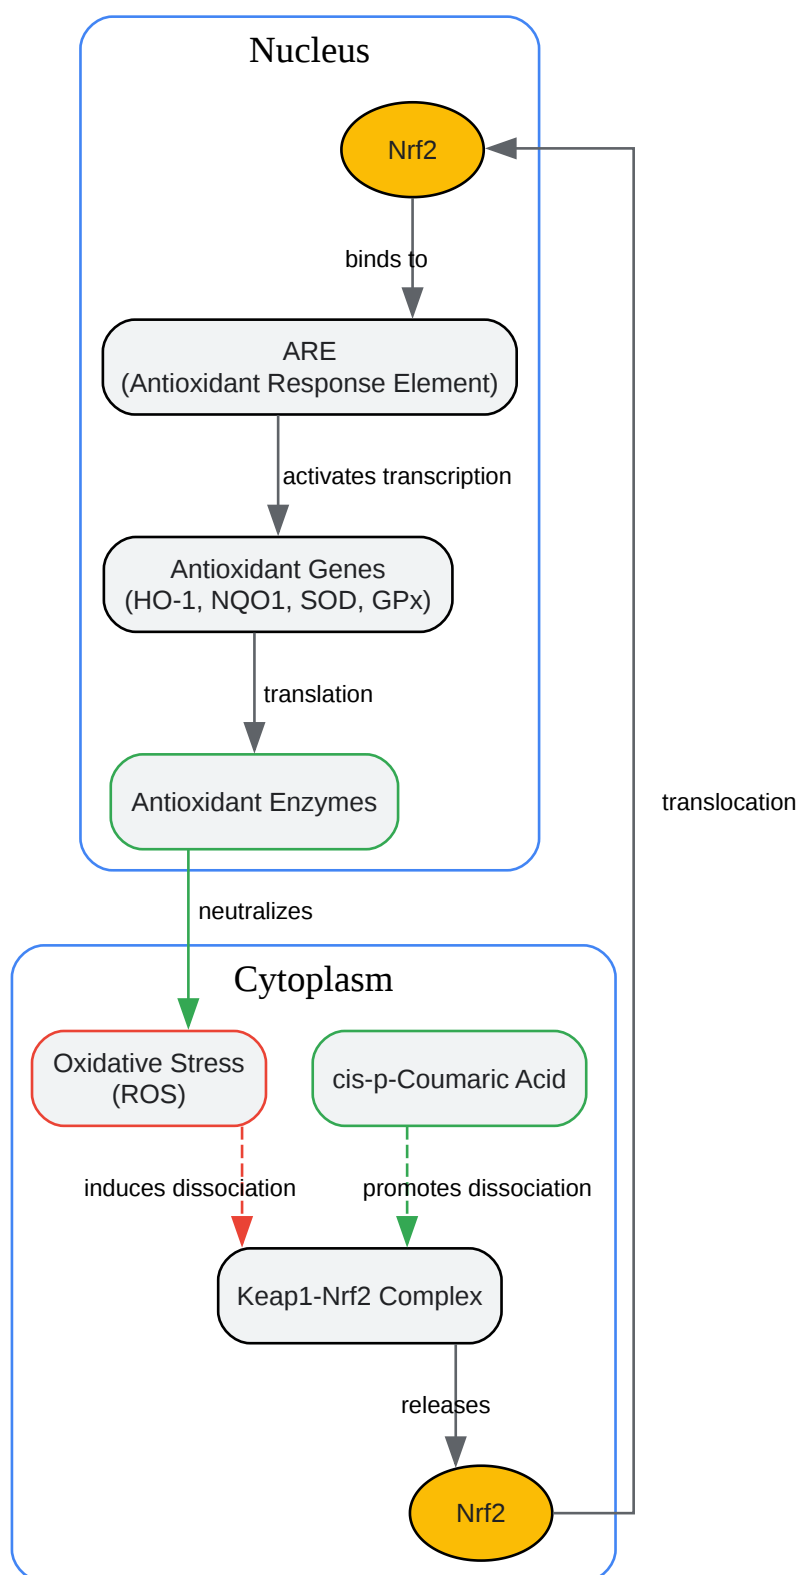 Nucleus
Nrf2
binds to
ARE
(Antioxidant Response Element)
activates transcription
Antioxidant Genes
(HO-1, NQO1, SOD, GPx)
translation
Antioxidant Enzymes
translocation
neutralizes
Cytoplasm
Oxidative Stress
(ROS)
cis-p-Coumaric Acid
induces dissociation
promotes dissociation
Keap1-Nrf2 Complex
releases
Nrf2